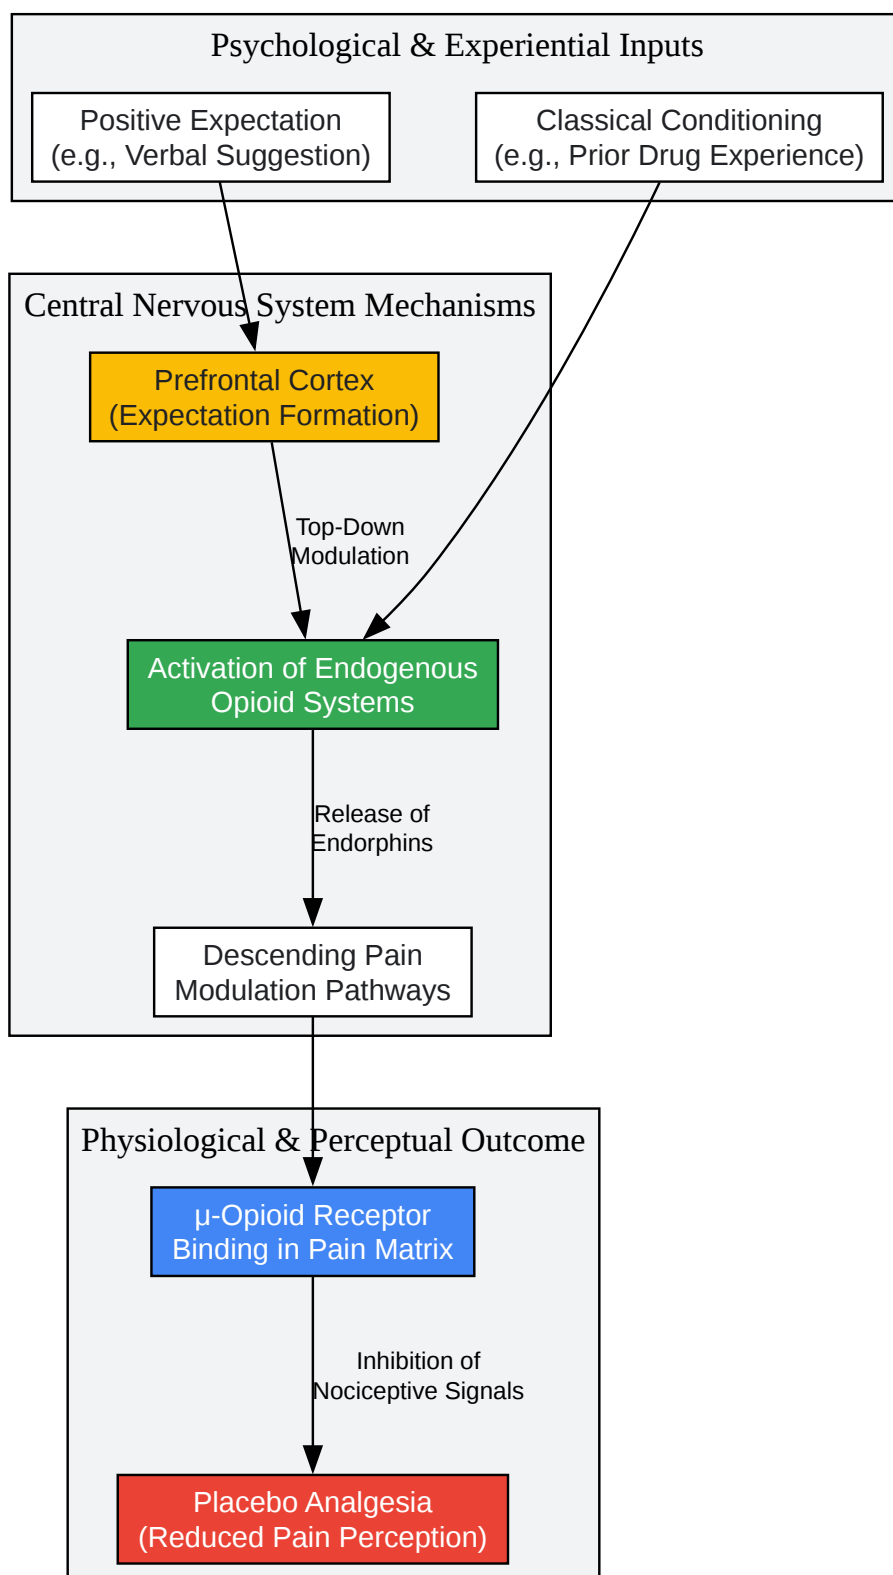 Psychological & Experiential Inputs
Positive Expectation
(e.g., Verbal Suggestion)
Classical Conditioning
(e.g., Prior Drug Experience)
Central Nervous System Mechanisms
Prefrontal Cortex
(Expectation Formation)
Top-Down
Modulation
Activation of Endogenous
Opioid Systems
Release of
Endorphins
Descending Pain
Modulation Pathways
Physiological & Perceptual Outcome
μ-Opioid Receptor
Binding in Pain Matrix
Inhibition of
Nociceptive Signals
Placebo Analgesia
(Reduced Pain Perception)